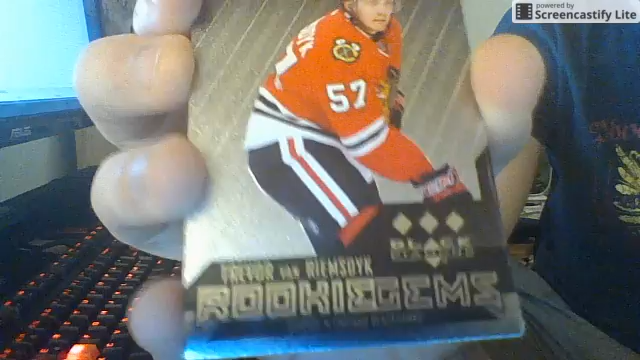 powered by
Screencastify Lite
57
BLACK
TREVOR VAN RIEMSDYK
ROOKIE GEMS